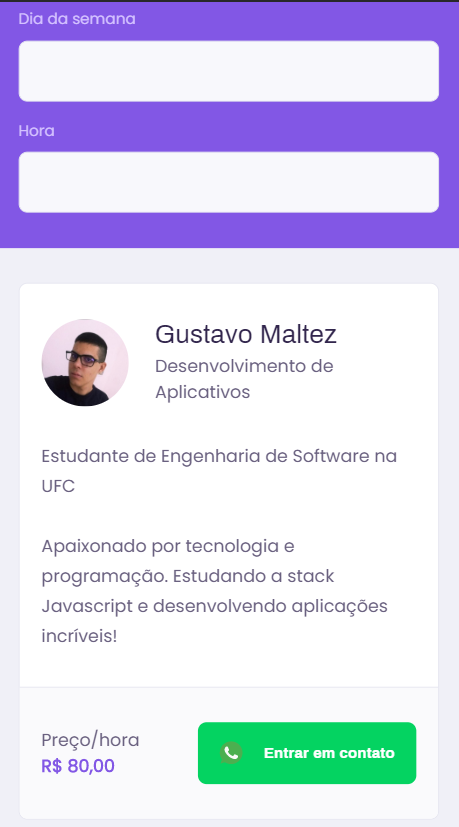 Dia da semana
Hora
Gustavo Maltez
Desenvolvimento de
Aplicativos
Estudante de Engenharia de Software na
UFC
Apaixonado por tecnologia e
programação. Estudando a stack
Javascript e desenvolvendo aplicações
incríveis!
Preço/hora
R$ 80,00
Entrar em contato